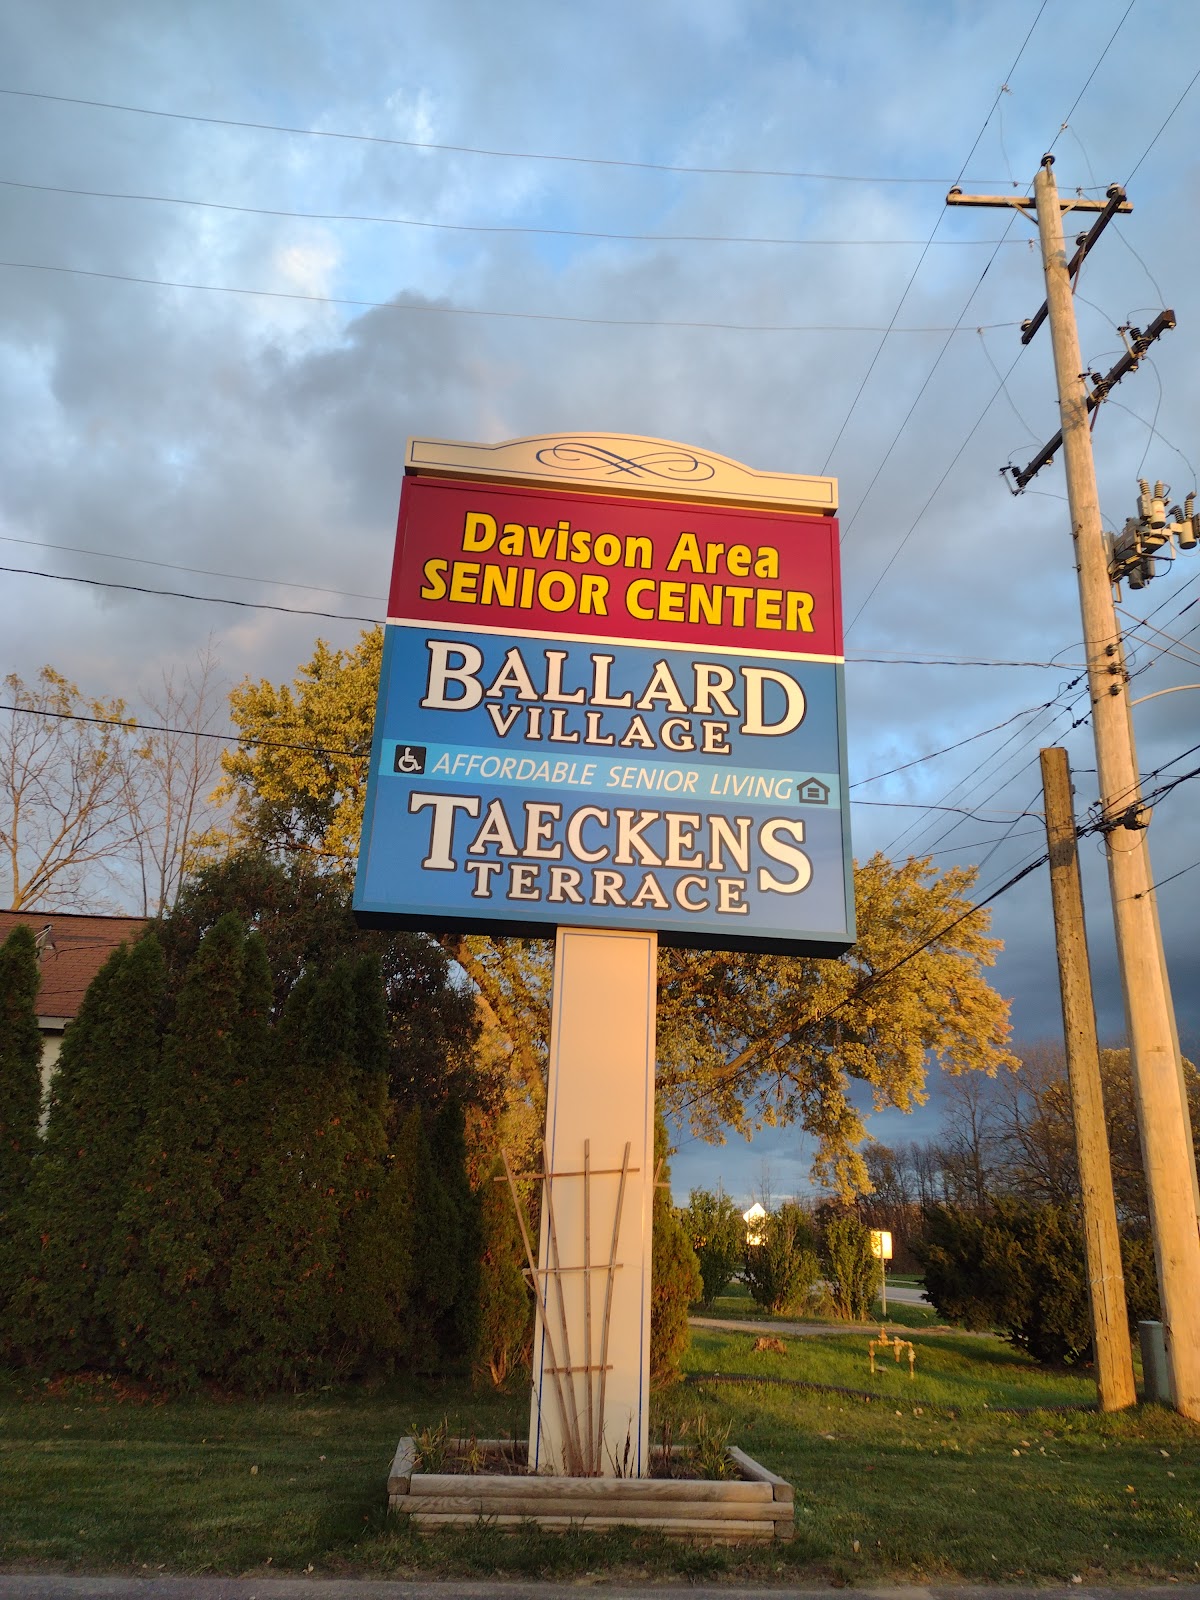 Davison Area
SENIOR CENTER
BALLARD
VILLAGE
AFFORDABLE SENIOR LIVING
TAECKENS
TERRACE